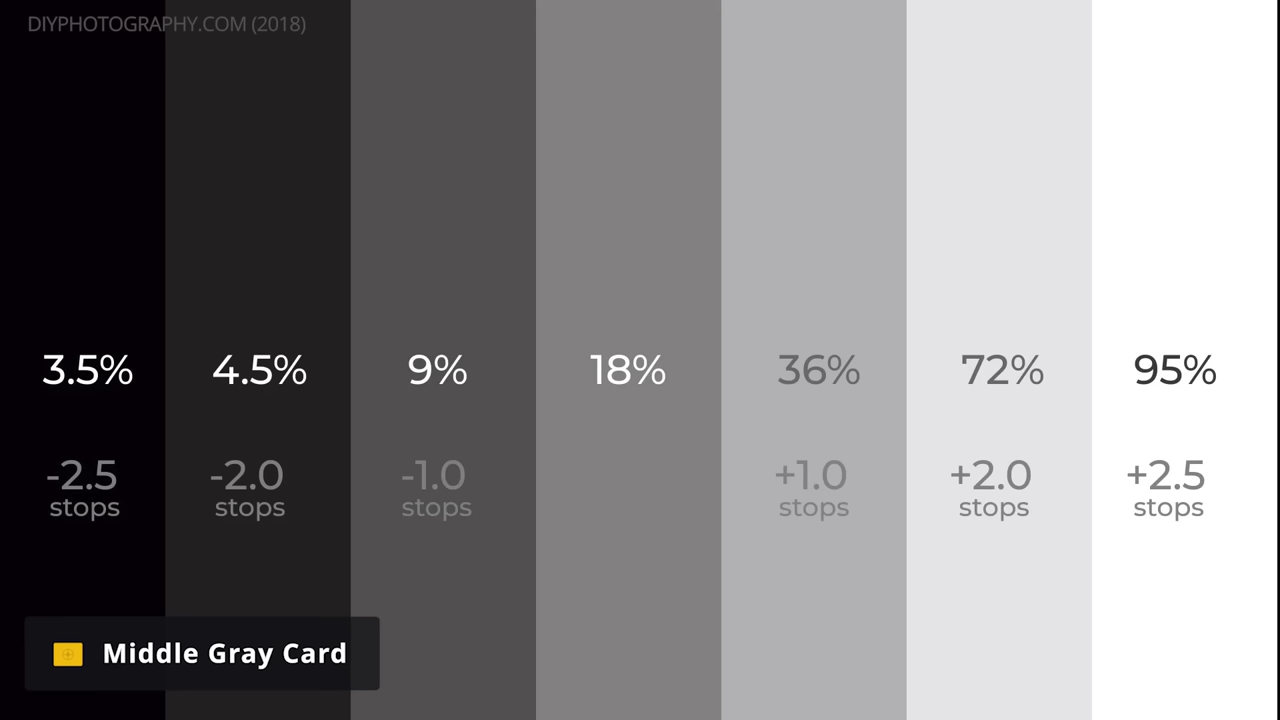 DIYPHOTOGRAPHY.COM (2018)
3.5% 4.5% 9% 18% 36% 72% 95%
-2.5 -2.0 -1.0 +1.0 +2.0 +2.5
stops stops stops stops stops stops
Middle Gray Card